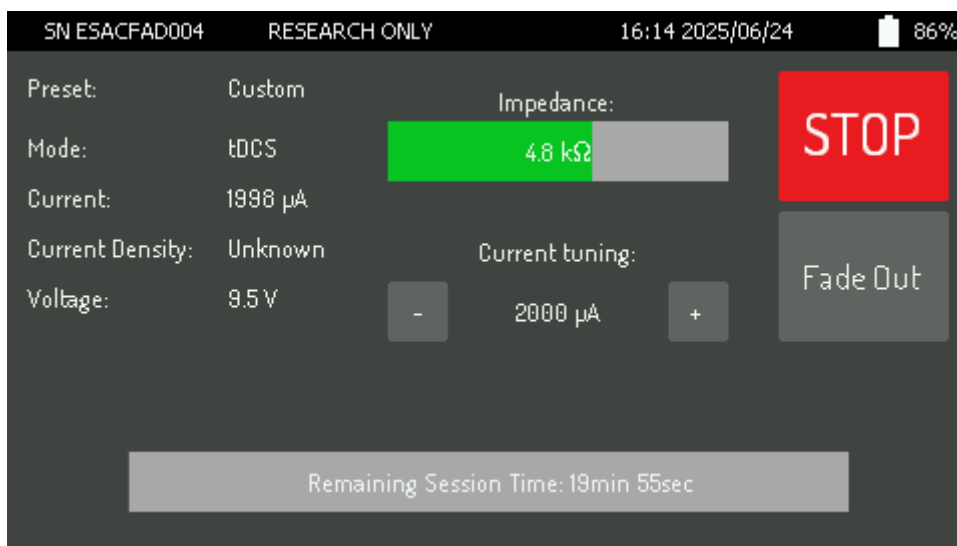 SN ESACFAD004 RESEARCH ONLY 16:14 2025/06/24 86%
Preset: Custom
Impedance:
STOP
Mode: tDCS
4.8 kΩ
Current: 1998 µA
Current Density: Unknown
Current tuning:
Fade Out
Voltage: 9.5 V
- 2000 µA +
Remaining Session Time: 19min 55sec